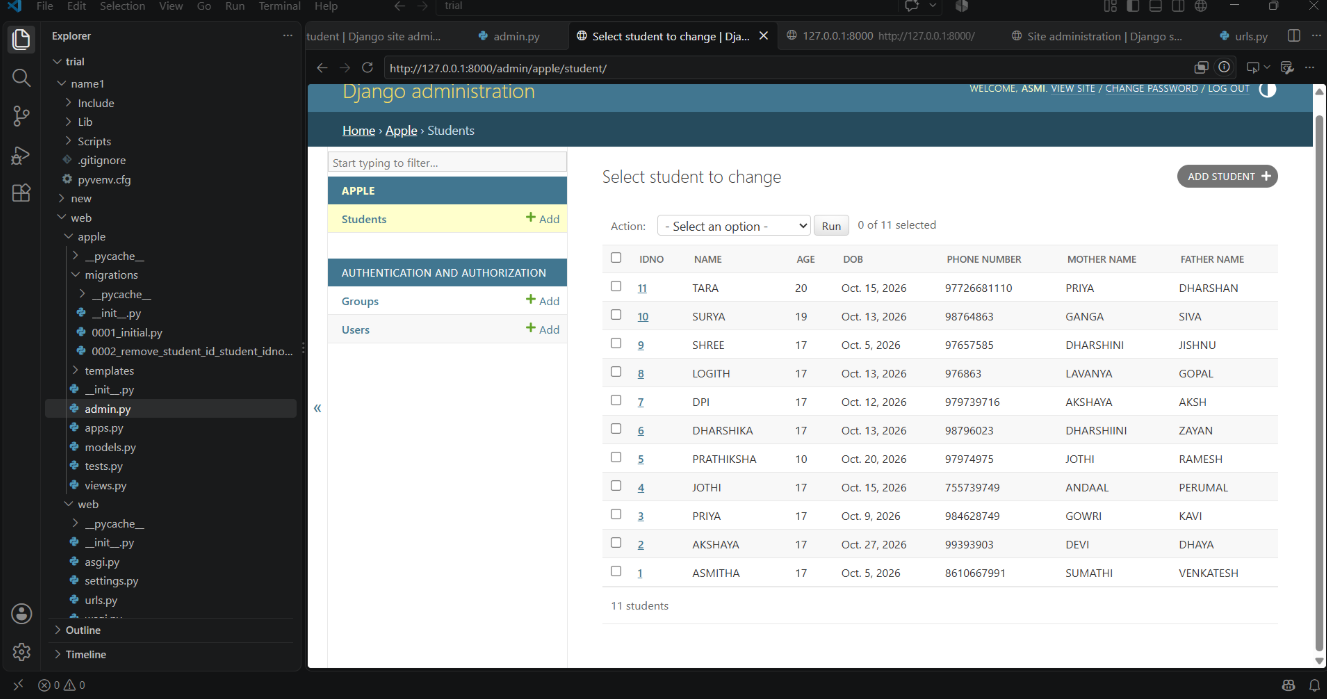 File Edit Selection View Go Run Terminal Help trial
Explorer
tudent | Django site admi... admin.py Select student to change | Dja... 127.0.0.1:8000 http://127.0.0.1:8000/ Site administration | Django s... urls.py
http://127.0.0.1:8000/admin/apple/student/
trial
name1
Include
Lib
Scripts
.gitignore
pyvenv.cfg
new
web
apple
__pycache__
migrations
__pycache__
__init__.py
0001_initial.py
0002_remove_student_id_student_idno...
templates
__init__.py
admin.py
apps.py
models.py
tests.py
views.py
web
__pycache__
__init__.py
asgi.py
settings.py
urls.py
Outline
Timeline
0 0
Django administration
WELCOME, ASMI. VIEW SITE / CHANGE PASSWORD / LOG OUT
Home › Apple › Students
Start typing to filter...
APPLE
Students Add
AUTHENTICATION AND AUTHORIZATION
Groups Add
Users Add
«
Select student to change
ADD STUDENT
Action: - Select an option - Run 0 of 11 selected
IDNO NAME AGE DOB PHONE NUMBER MOTHER NAME FATHER NAME
11 TARA 20 Oct. 15, 2026 97726681110 PRIYA DHARSHAN
10 SURYA 19 Oct. 13, 2026 98764863 GANGA SIVA
9 SHREE 17 Oct. 5, 2026 97657585 DHARSHINI JISHNU
8 LOGITH 17 Oct. 13, 2026 976863 LAVANYA GOPAL
7 DPI 17 Oct. 12, 2026 979739716 AKSHAYA AKSH
6 DHARSHIKA 17 Oct. 13, 2026 98796023 DHARSHIINI ZAYAN
5 PRATHIKSHA 10 Oct. 20, 2026 97974975 JOTHI RAMESH
4 JOTHI 17 Oct. 15, 2026 755739749 ANDAAL PERUMAL
3 PRIYA 17 Oct. 9, 2026 984628749 GOWRI KAVI
2 AKSHAYA 17 Oct. 27, 2026 99393903 DEVI DHAYA
1 ASMITHA 17 Oct. 5, 2026 8610667991 SUMATHI VENKATESH
11 students